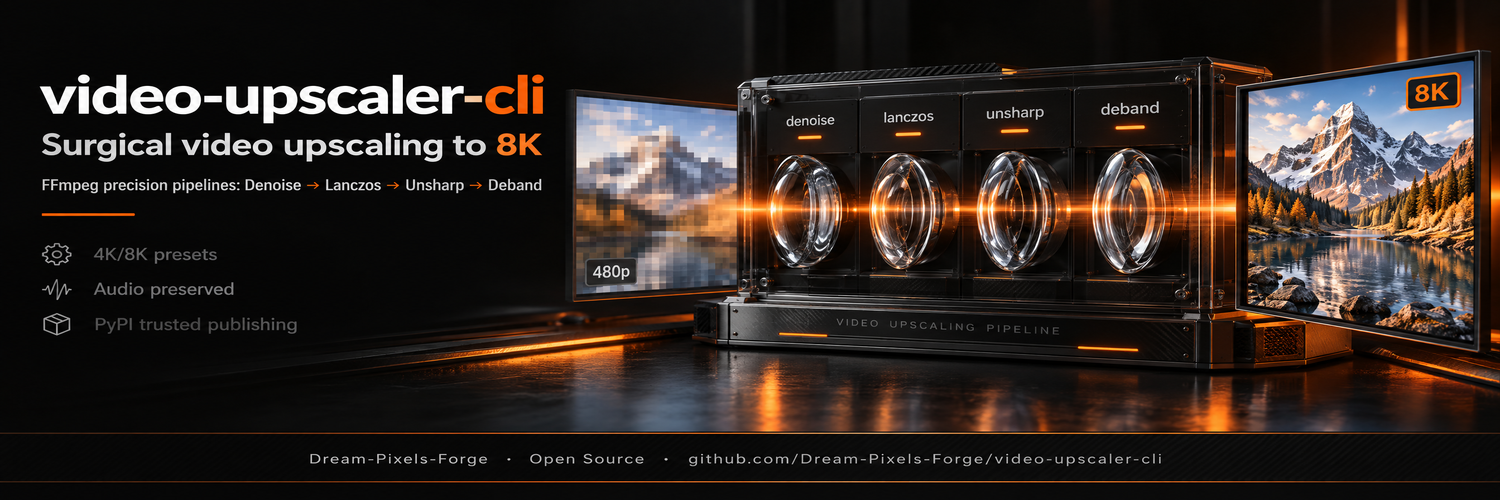 video-upscaler-cli
Surgical video upscaling to 8K
FFmpeg precision pipelines: Denoise → Lanczos → Unsharp → Deband
4K/8K presets
Audio preserved
PyPI trusted publishing
480p
denoise
lanczos
unsharp
deband
VIDEO UPSCALING PIPELINE
8K
Dream-Pixels-Forge • Open Source • github.com/Dream-Pixels-Forge/video-upscaler-cli